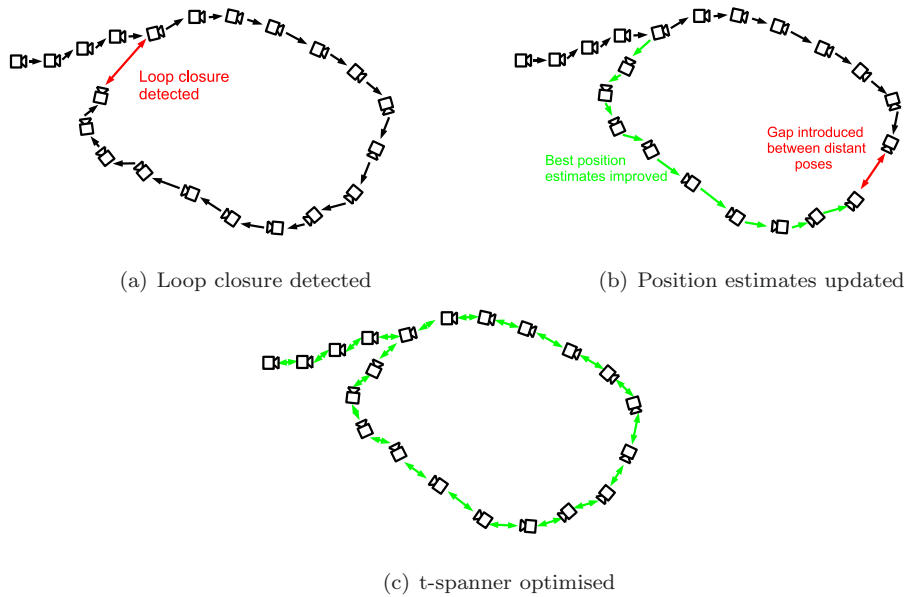 Loop closure
detected
Gap introduced
between distant
poses
Best position
estimates improved
(a) Loop closure detected
(b) Position estimates updated
(c) t-spanner optimised